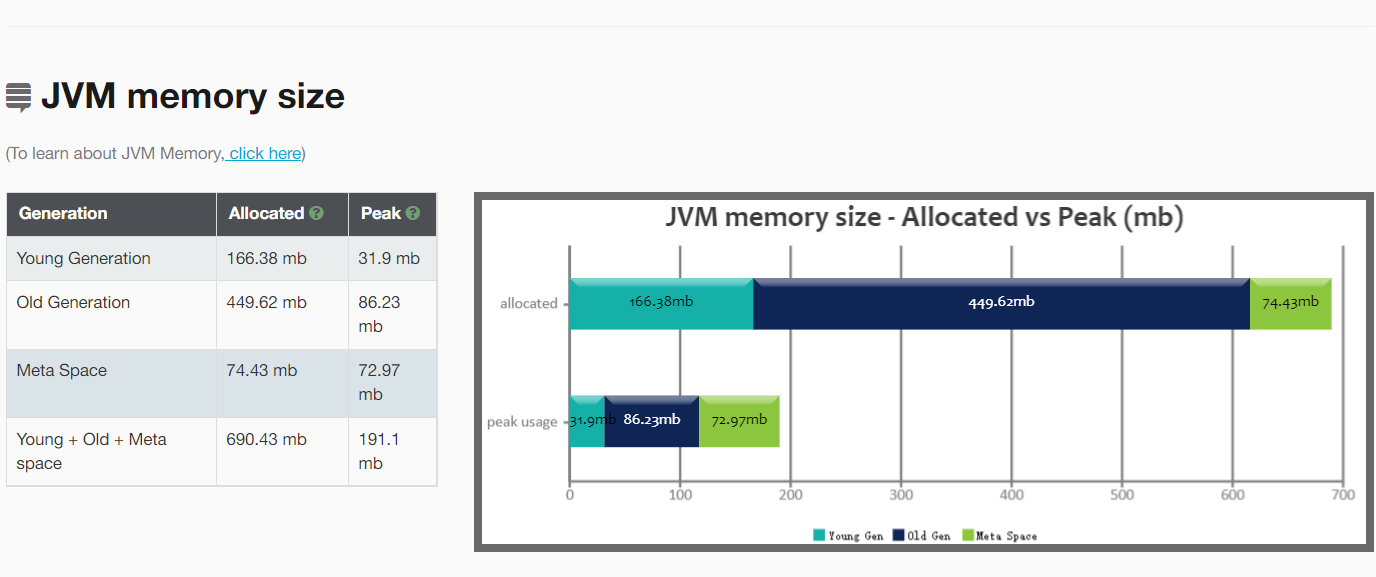 JVM memory size
(To learn about JVM Memory, click here)
Generation Allocated ? Peak ?
Young Generation 166.38 mb 31.9 mb
Old Generation 449.62 mb 86.23
mb
Meta Space 74.43 mb 72.97
mb
Young + Old + Meta 690.43 mb 191.1
space mb
JVM memory size - Allocated vs Peak (mb)
allocated 166.38mb 449.62mb 74.43mb
peak usage 31.9mb 86.23mb 72.97mb
0 100 200 300 400 500 600 700
Young Gen Old Gen Meta Space